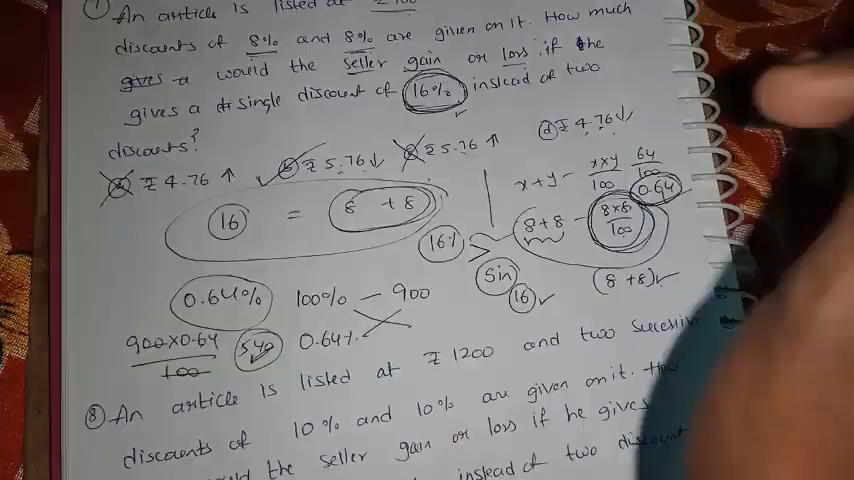 ⑦ An article is listed at ₹
discounts of 8% and 8% are given on it. How much
gives a would the seller gain or loss if the
gives a di single discount of 16% instead of two
discounts?
ⓐ ₹ 4.76 ↑ ⓑ ₹ 5.76 ↓ ₹ 5.76 ↑ ⓓ ₹ 4.76 ↓
x + y - x×y/100 64/100
0.64
16 = 8 + 8 16% > 8+8 - 8×8/100
Sin
16 (8 + 8)
0.64% 100% — 900
900×0.64/100 0.64%
⑧ An article is listed at ₹ 1200 and two successive
discounts of 10% and 10% are given on it. How
the seller gain or loss if he gives
instead of two discount